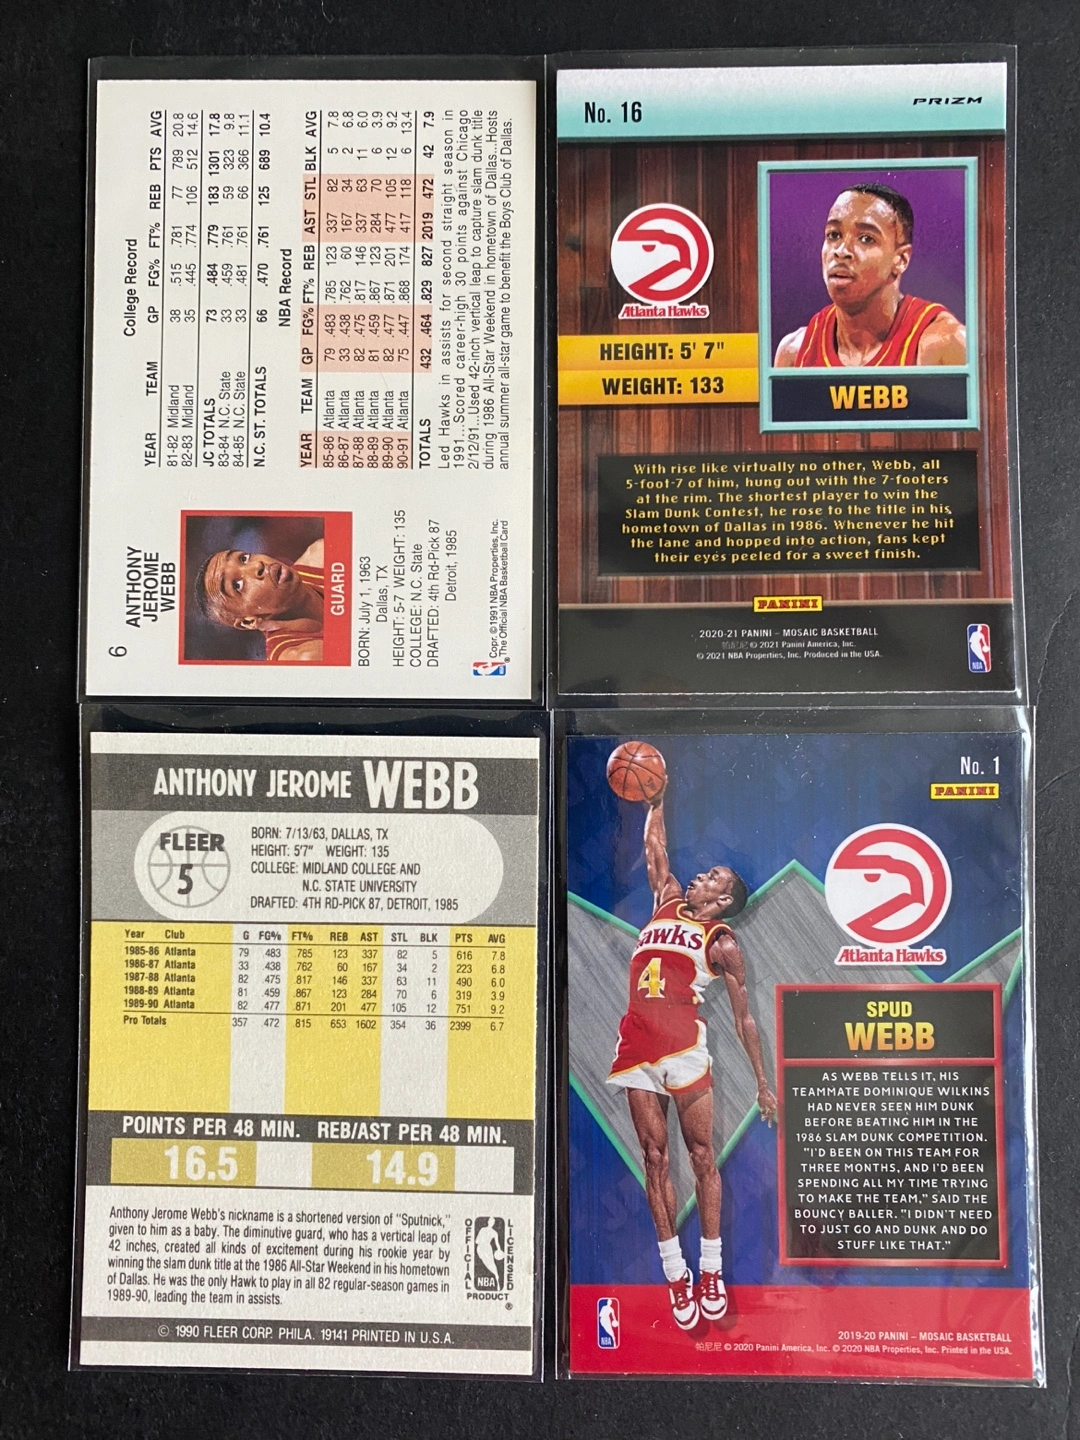 6
ANTHONY
JEROME
WEBB
GUARD
BORN: July 1, 1963
Dallas, TX
HEIGHT: 5-7 WEIGHT: 135
COLLEGE: N.C. State
DRAFTED: 4th Rd-Pick 87
Detroit, 1985
Copr. © 1991 NBA Properties, Inc.
The Official NBA Basketball Card
College Record
YEAR TEAM GP FG% FT% REB PTS AVG
81-82 Midland 38 .515 .781 77 789 20.8
82-83 Midland 35 .445 .774 106 512 14.6
JC TOTALS 73 .484 .779 183 1301 17.8
83-84 N.C. State 33 .459 .761 59 323 9.8
84-85 N.C. State 33 .481 .761 66 366 11.1
N.C. ST. TOTALS 66 .470 .761 125 689 10.4
NBA Record
YEAR TEAM GP FG% FT% REB AST STL BLK AVG
85-86 Atlanta 79 .483 .785 123 337 82 5 7.8
86-87 Atlanta 33 .438 .762 60 167 34 2 6.8
87-88 Atlanta 82 .475 .817 146 337 63 11 6.0
88-89 Atlanta 81 .459 .867 123 284 70 6 3.9
89-90 Atlanta 82 .477 .871 201 477 105 12 9.2
90-91 Atlanta 75 .447 .868 174 417 118 6 13.4
TOTALS 432 .464 .829 827 2019 472 42 7.9
Led Hawks in assists for second straight season in
1991...Scored career-high 30 points against Chicago
2/12/91...Used 42-inch vertical leap to capture slam dunk title
during 1986 All-Star Weekend in hometown of Dallas...Hosts
annual summer all-star game to benefit the Boys Club of Dallas.
No. 16
PRIZM
Atlanta Hawks
HEIGHT: 5' 7"
WEIGHT: 133
WEBB
With rise like virtually no other, Webb, all
5-foot-7 of him, hung out with the 7-footers
at the rim. The shortest player to win the
Slam Dunk Contest, he rose to the title in his
hometown of Dallas in 1986. Whenever he hit
the lane and hopped into action, fans kept
their eyes peeled for a sweet finish.
PANINI
2020-21 PANINI – MOSAIC BASKETBALL
帕尼尼 © 2021 Panini America, Inc.
© 2021 NBA Properties, Inc. Produced in the USA.
NBA
ANTHONY JEROME WEBB
FLEER
5
BORN: 7/13/63, DALLAS, TX
HEIGHT: 5'7" WEIGHT: 135
COLLEGE: MIDLAND COLLEGE AND
N.C. STATE UNIVERSITY
DRAFTED: 4TH RD-PICK 87, DETROIT, 1985
Year Club G FG% FT% REB AST STL BLK PTS AVG
1985-86 Atlanta 79 .483 .785 123 337 82 5 616 7.8
1986-87 Atlanta 33 .438 .762 60 167 34 2 223 6.8
1987-88 Atlanta 82 .475 .817 146 337 63 11 490 6.0
1988-89 Atlanta 81 .459 .867 123 284 70 6 319 3.9
1989-90 Atlanta 82 .477 .871 201 477 105 12 751 9.2
Pro Totals 357 .472 .815 653 1602 354 36 2399 6.7
POINTS PER 48 MIN. REB/AST PER 48 MIN.
16.5 14.9
Anthony Jerome Webb's nickname is a shortened version of "Sputnick,"
given to him as a baby. The diminutive guard, who has a vertical leap of
42 inches, created all kinds of excitement during his rookie year by
winning the slam dunk title at the 1986 All-Star Weekend in his hometown
of Dallas. He was the only Hawk to play in all 82 regular-season games in
1989-90, leading the team in assists.
OFFICIAL
NBA
LICENSED
PRODUCT ®
© 1990 FLEER CORP. PHILA. 19141 PRINTED IN U.S.A.
No. 1
PANINI
Atlanta Hawks
Hawks
4
SPUD
WEBB
AS WEBB TELLS IT, HIS
TEAMMATE DOMINIQUE WILKINS
HAD NEVER SEEN HIM DUNK
BEFORE BEATING HIM IN THE
1986 SLAM DUNK COMPETITION.
"I'D BEEN ON THIS TEAM FOR
THREE MONTHS, AND I'D BEEN
SPENDING ALL MY TIME TRYING
TO MAKE THE TEAM," SAID THE
BOUNCY BALLER. "I DIDN'T NEED
TO JUST GO AND DUNK AND DO
STUFF LIKE THAT."
NBA
2019-20 PANINI – MOSAIC BASKETBALL
帕尼尼 © 2020 Panini America, Inc. © 2020 NBA Properties, Inc. Printed in the USA.